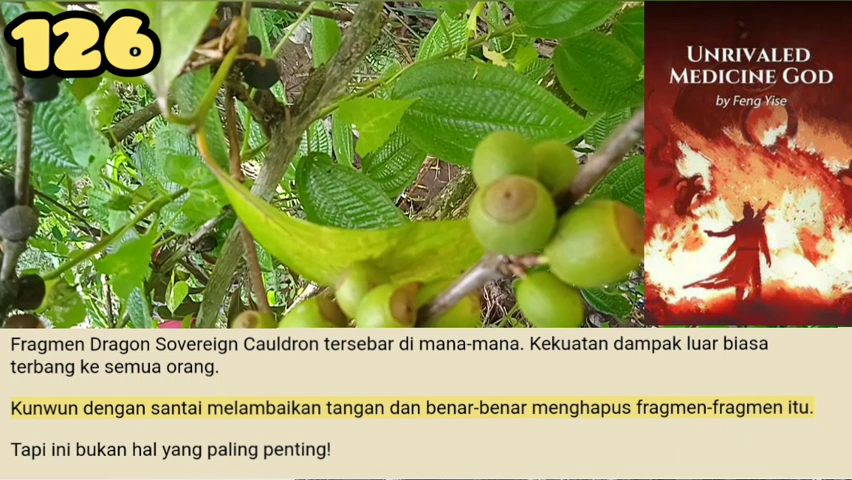 126
UNRIVALED
MEDICINE GOD
by Feng Yise
Fragmen Dragon Sovereign Cauldron tersebar di mana-mana. Kekuatan dampak luar biasa
terbang ke semua orang.
Kunwun dengan santai melambaikan tangan dan benar-benar menghapus fragmen-fragmen itu.
Tapi ini bukan hal yang paling penting!